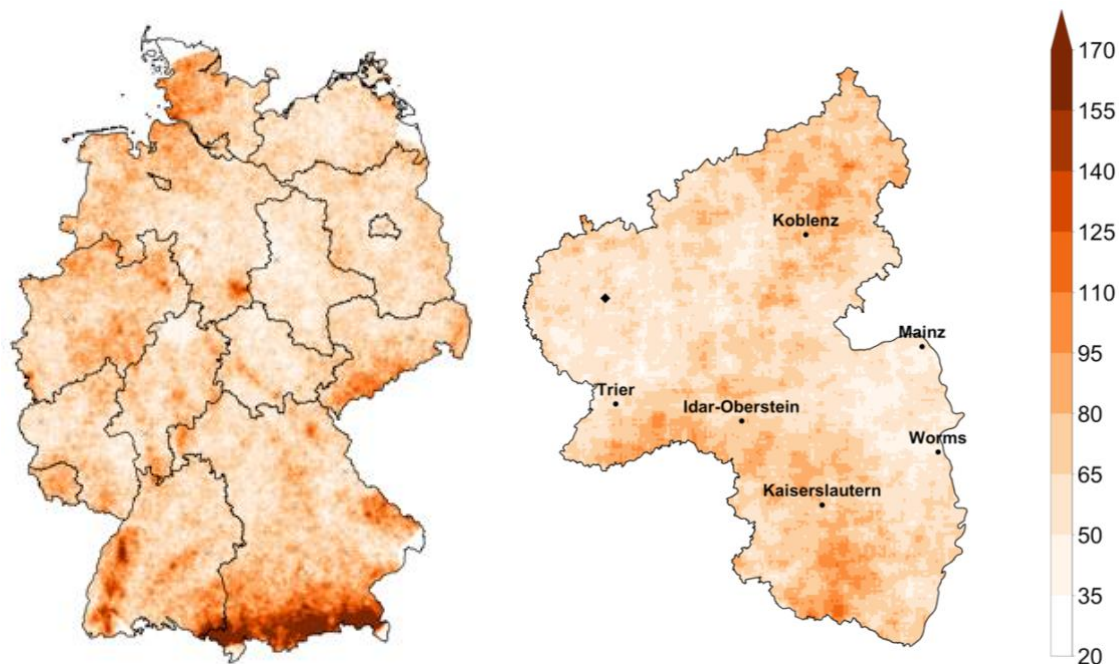 Koblenz
Mainz
Trier
Idar-Oberstein
Worms
Kaiserslautern
170
155
140
125
110
95
80
65
50
35
20